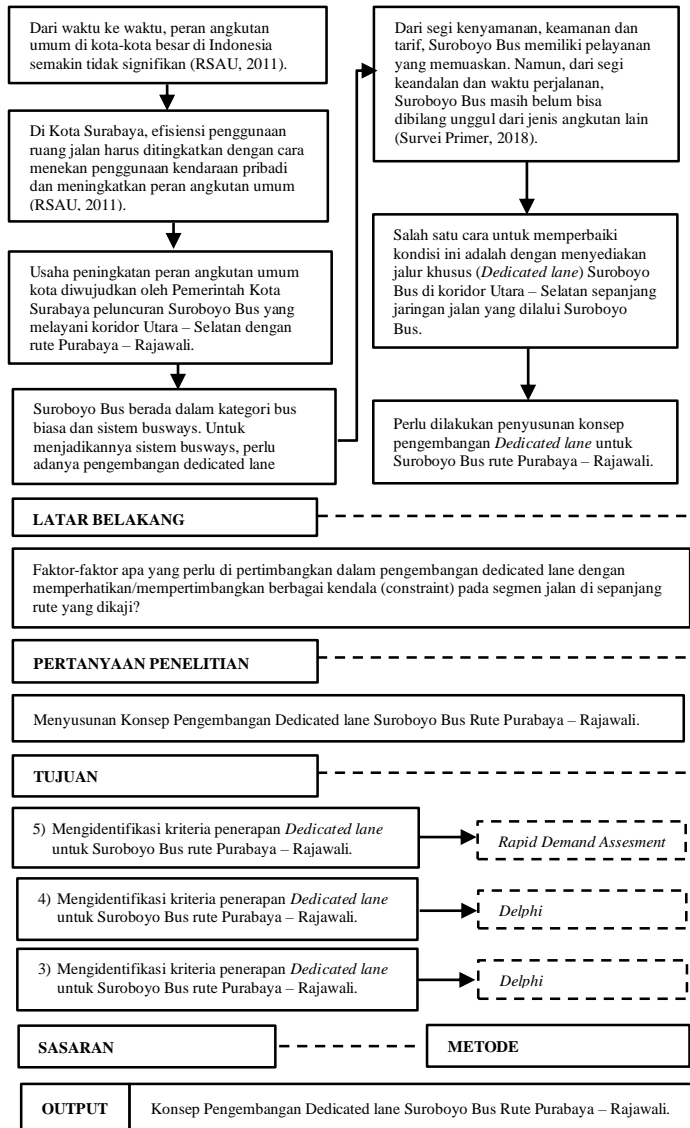 Dari waktu ke waktu, peran angkutan
umum di kota-kota besar di Indonesia
semakin tidak signifikan (RSAU, 2011).
Di Kota Surabaya, efisiensi penggunaan
ruang jalan harus ditingkatkan dengan cara
menekan penggunaan kendaraan pribadi
dan meningkatkan peran angkutan umum
(RSAU, 2011).
Usaha peningkatan peran angkutan umum
kota diwujudkan oleh Pemerintah Kota
Surabaya peluncuran Suroboyo Bus yang
melayani koridor Utara – Selatan dengan
rute Purabaya – Rajawali.
Suroboyo Bus berada dalam kategori bus
biasa dan sistem busways. Untuk
menjadikannya sistem busways, perlu
adanya pengembangan dedicated lane
Dari segi kenyamanan, keamanan dan
tarif, Suroboyo Bus memiliki pelayanan
yang memuaskan. Namun, dari segi
keandalan dan waktu perjalanan,
Suroboyo Bus masih belum bisa
dibilang unggul dari jenis angkutan lain
(Survei Primer, 2018).
Salah satu cara untuk memperbaiki
kondisi ini adalah dengan menyediakan
jalur khusus (Dedicated lane) Suroboyo
Bus di koridor Utara – Selatan sepanjang
jaringan jalan yang dilalui Suroboyo
Bus.
Perlu dilakukan penyusunan konsep
pengembangan Dedicated lane untuk
Suroboyo Bus rute Purabaya – Rajawali.
LATAR BELAKANG
Faktor-faktor apa yang perlu di pertimbangkan dalam pengembangan dedicated lane dengan
memperhatikan/mempertimbangkan berbagai kendala (constraint) pada segmen jalan di sepanjang
rute yang dikaji?
PERTANYAAN PENELITIAN
Menyusunan Konsep Pengembangan Dedicated lane Suroboyo Bus Rute Purabaya – Rajawali.
TUJUAN
5) Mengidentifikasi kriteria penerapan Dedicated lane
untuk Suroboyo Bus rute Purabaya – Rajawali.
Rapid Demand Assesment
4) Mengidentifikasi kriteria penerapan Dedicated lane
untuk Suroboyo Bus rute Purabaya – Rajawali.
Delphi
3) Mengidentifikasi kriteria penerapan Dedicated lane
untuk Suroboyo Bus rute Purabaya – Rajawali.
Delphi
SASARAN
METODE
OUTPUT
Konsep Pengembangan Dedicated lane Suroboyo Bus Rute Purabaya – Rajawali.